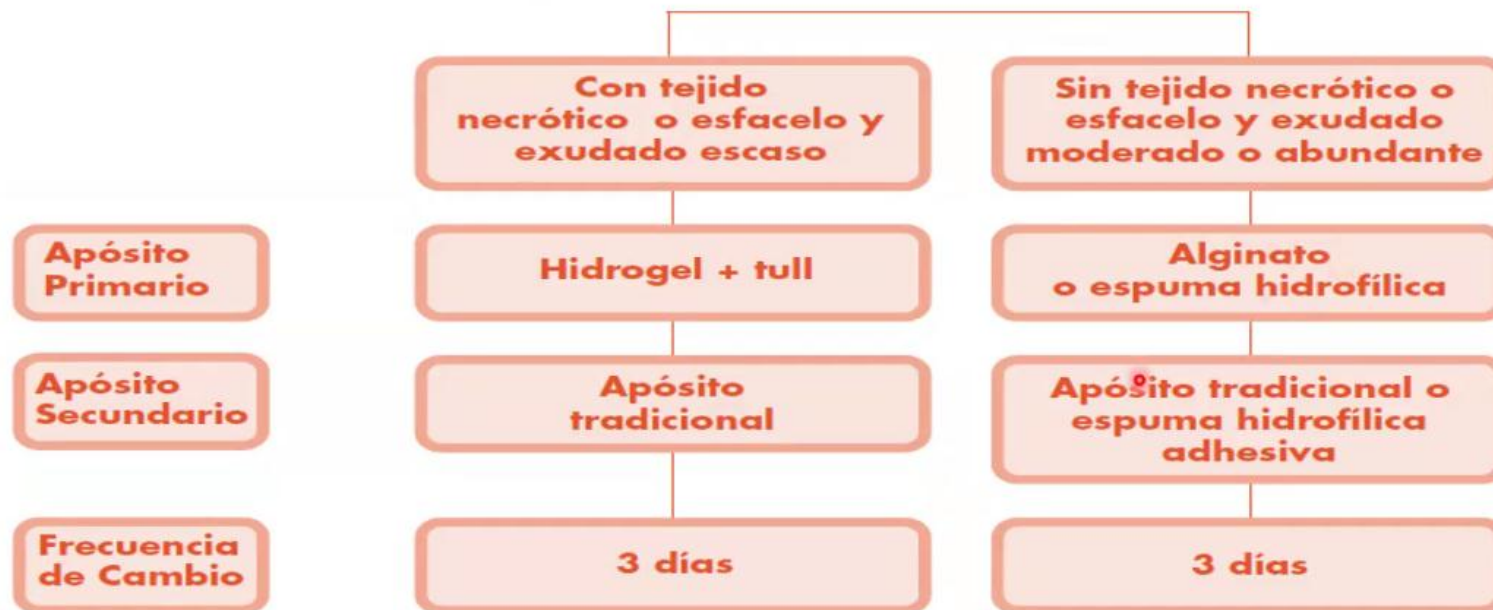 Con tejido
necrótico o esfacelo y
exudado escaso
Sin tejido necrótico o
esfacelo y exudado
moderado o abundante
Apósito
Primario
Hidrogel + tull
Alginato
o espuma hidrofílica
Apósito
Secundario
Apósito
tradicional
Apósito tradicional o
espuma hidrofílica
adhesiva
Frecuencia
de Cambio
3 días
3 días